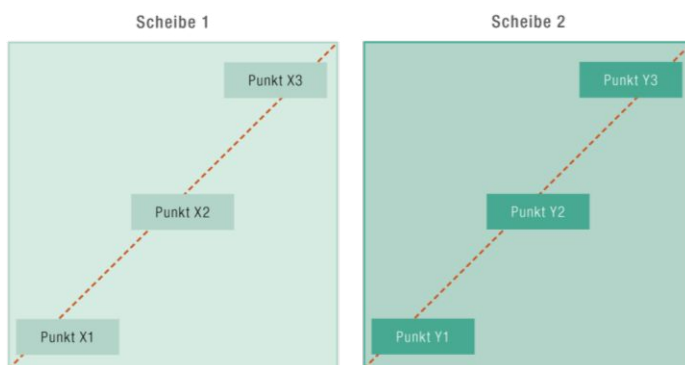 Scheibe 1
Scheibe 2
Punkt X3
Punkt X2
Punkt X1
Punkt Y3
Punkt Y2
Punkt Y1